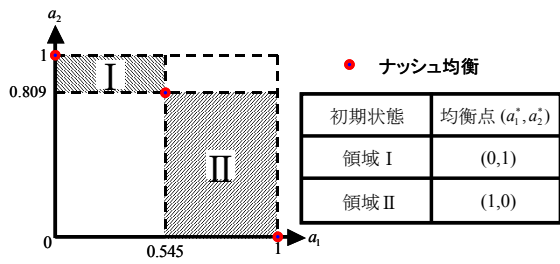 a₂
1
I
0.809
II
0
0.545
1
a₁
ナッシュ均衡
初期状態 均衡点 (a₁*,a₂*)
領域 I (0,1)
領域 II (1,0)